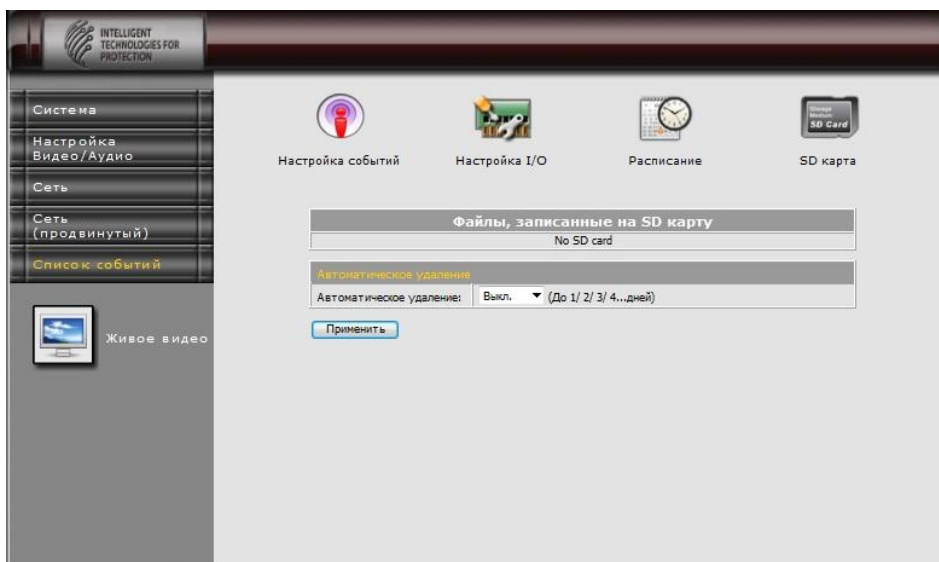 INTELLIGENT
TECHNOLOGIES FOR
PROTECTION
Система
Настройка
Видео/Аудио
Сеть
Сеть
(продвинутый)
Список событий
Живое видео
Настройка событий
Настройка I/O
Расписание
Storage
Medium:
SD Card
SD карта
Файлы, записанные на SD карту
No SD card
Автоматическое удаление
Автоматическое удаление: Выкл. (До 1/ 2/ 3/ 4...дней)
Применить